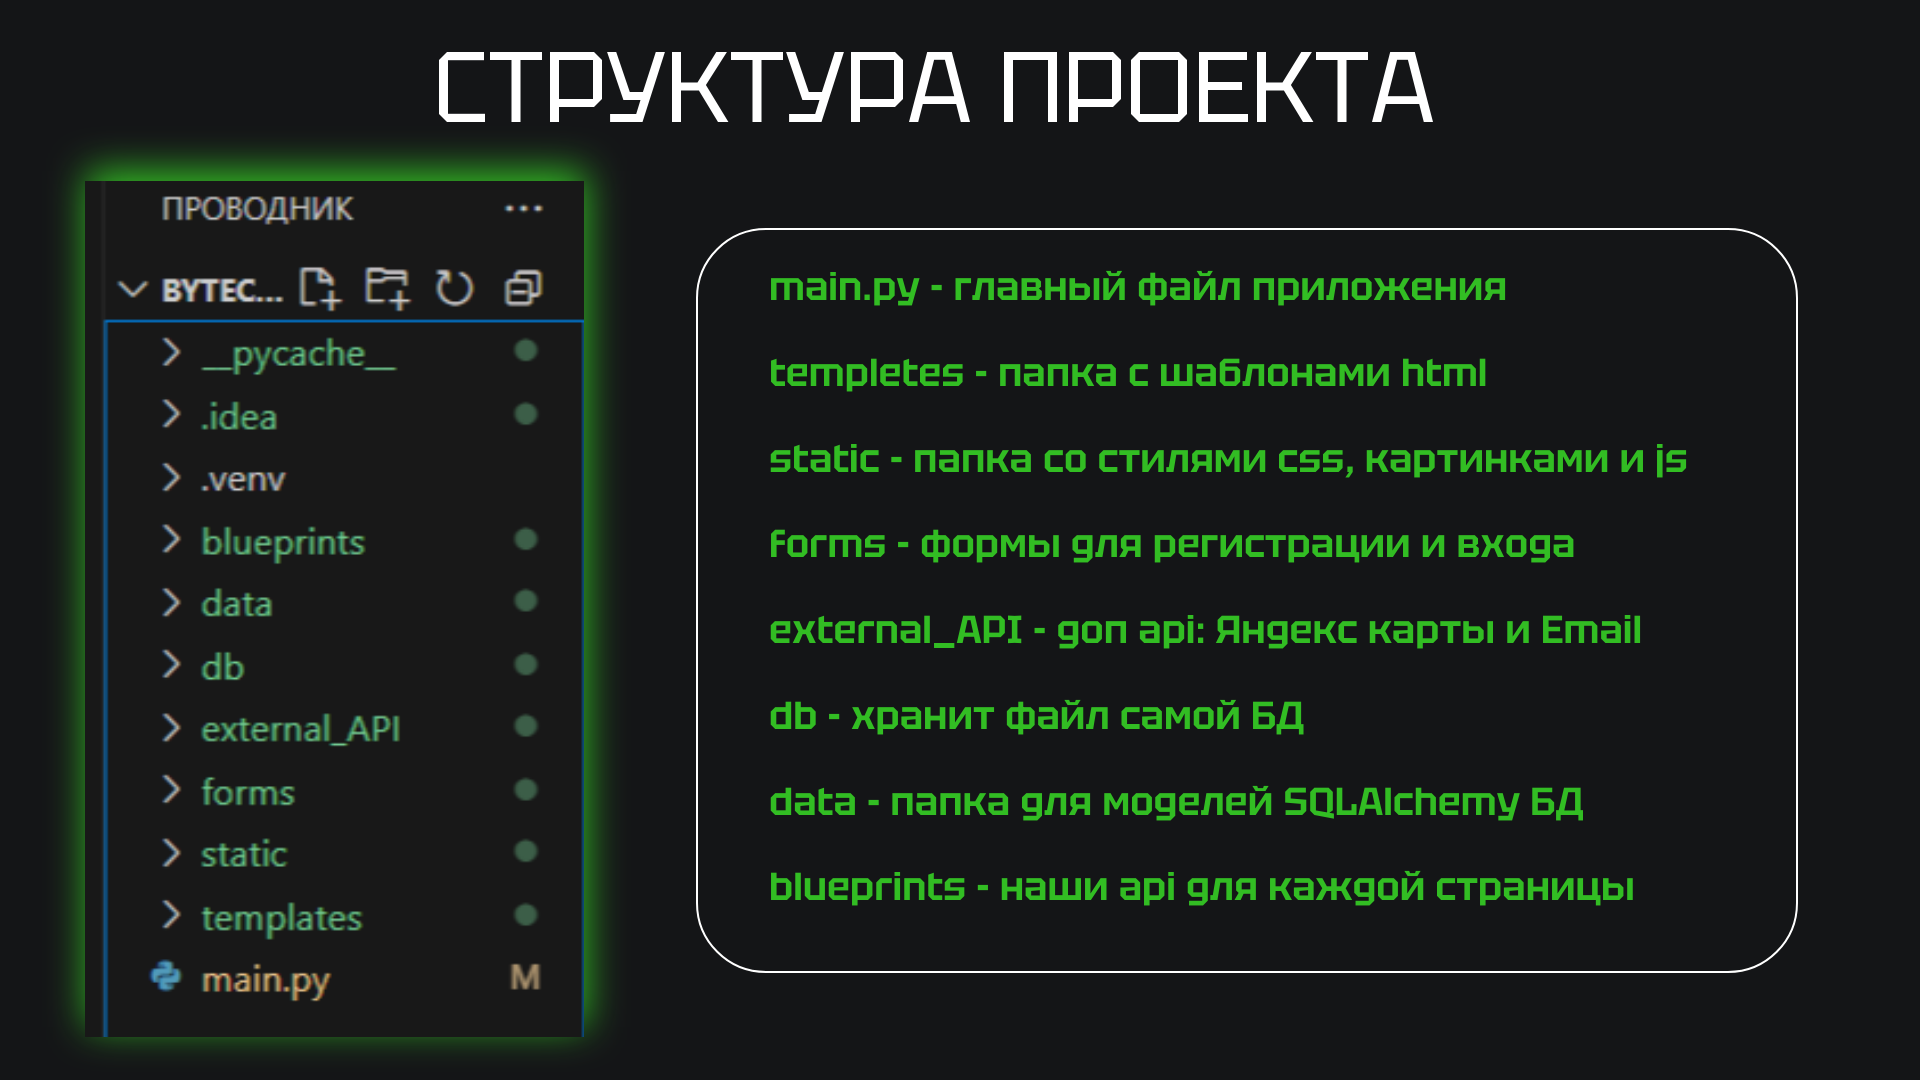 СТРУКТУРА ПРОЕКТА
ПРОВОДНИК ...
BYTEC...
__pycache__
.idea
.venv
blueprints
data
db
external_API
forms
static
templates
main.py M
main.py - главный файл приложения
templetes - папка с шаблонами html
static - папка со стилями css, картинками и js
forms - формы для регистрации и входа
external_API - доп api: Яндекс карты и Email
db - хранит файл самой БД
data - папка для моделей SQLAlchemy БД
blueprints - наши api для каждой страницы